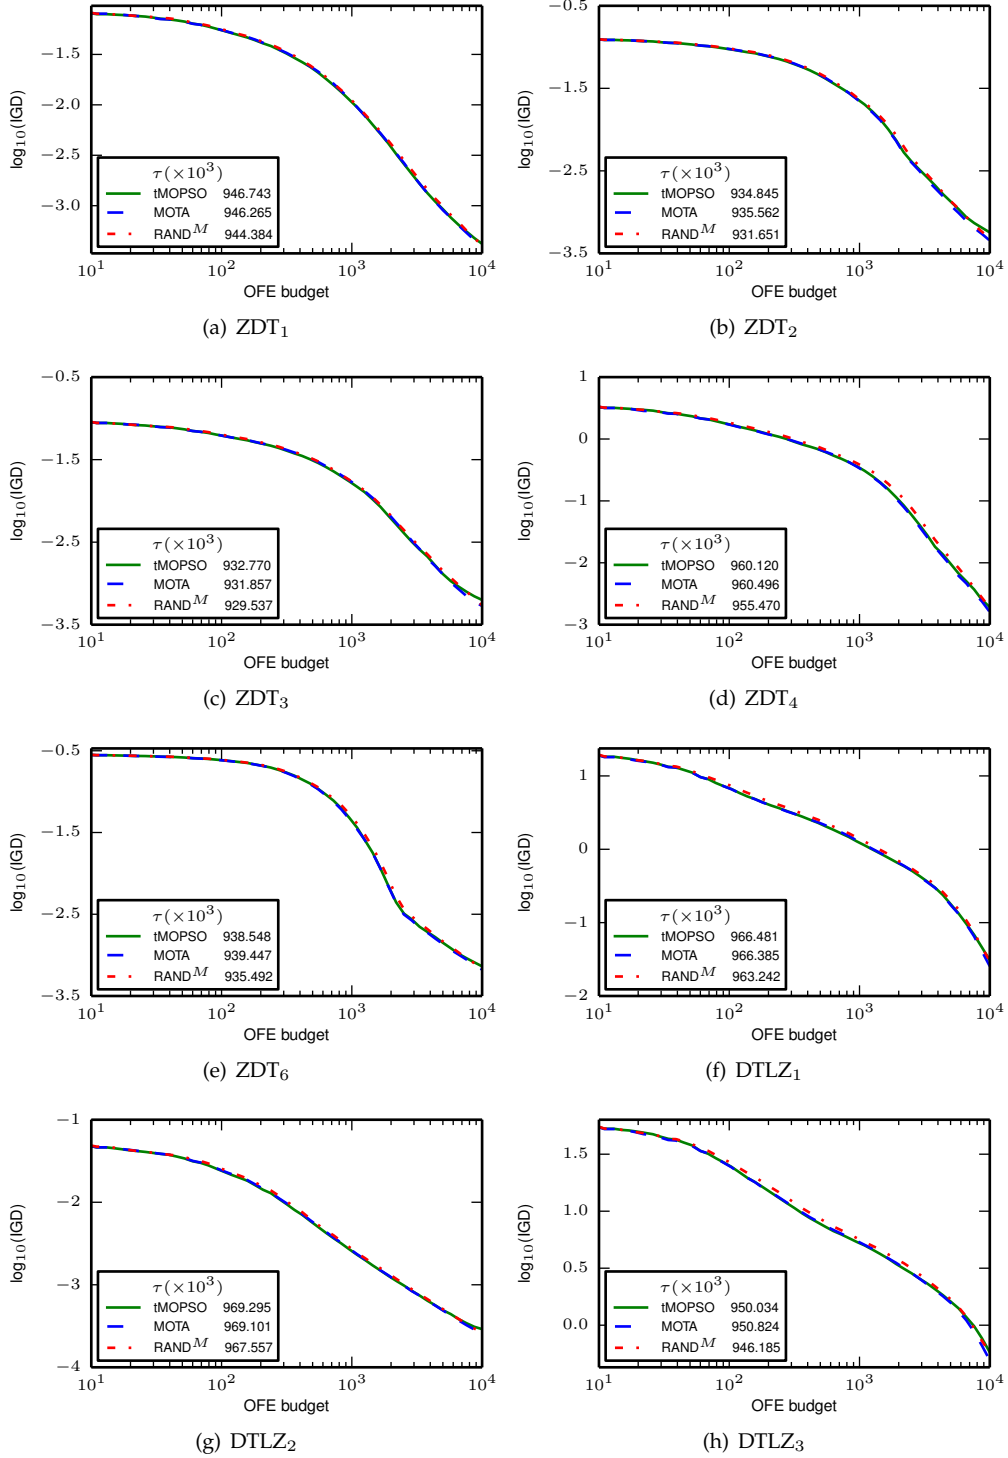 −1.5
−2.0
−2.5
−3.0
log₁₀(IGD)
τ(×10³)
tMOPSO 946.743
MOTA 946.265
RANDᴹ 944.384
10¹ 10² 10³ 10⁴
OFE budget
(a) ZDT₁
−0.5
−1.5
−2.5
−3.5
log₁₀(IGD)
τ(×10³)
tMOPSO 934.845
MOTA 935.562
RANDᴹ 931.651
10¹ 10² 10³ 10⁴
OFE budget
(b) ZDT₂
−0.5
−1.5
−2.5
−3.5
log₁₀(IGD)
τ(×10³)
tMOPSO 932.770
MOTA 931.857
RANDᴹ 929.537
10¹ 10² 10³ 10⁴
OFE budget
(c) ZDT₃
1
0
−1
−2
−3
log₁₀(IGD)
τ(×10³)
tMOPSO 960.120
MOTA 960.496
RANDᴹ 955.470
10¹ 10² 10³ 10⁴
OFE budget
(d) ZDT₄
−0.5
−1.5
−2.5
−3.5
log₁₀(IGD)
τ(×10³)
tMOPSO 938.548
MOTA 939.447
RANDᴹ 935.492
10¹ 10² 10³ 10⁴
OFE budget
(e) ZDT₆
1
0
−1
−2
log₁₀(IGD)
τ(×10³)
tMOPSO 966.481
MOTA 966.385
RANDᴹ 963.242
10¹ 10² 10³ 10⁴
OFE budget
(f) DTLZ₁
−1
−2
−3
−4
log₁₀(IGD)
τ(×10³)
tMOPSO 969.295
MOTA 969.101
RANDᴹ 967.557
10¹ 10² 10³ 10⁴
OFE budget
(g) DTLZ₂
1.5
1.0
0.5
0.0
log₁₀(IGD)
τ(×10³)
tMOPSO 950.034
MOTA 950.824
RANDᴹ 946.185
10¹ 10² 10³ 10⁴
OFE budget
(h) DTLZ₃